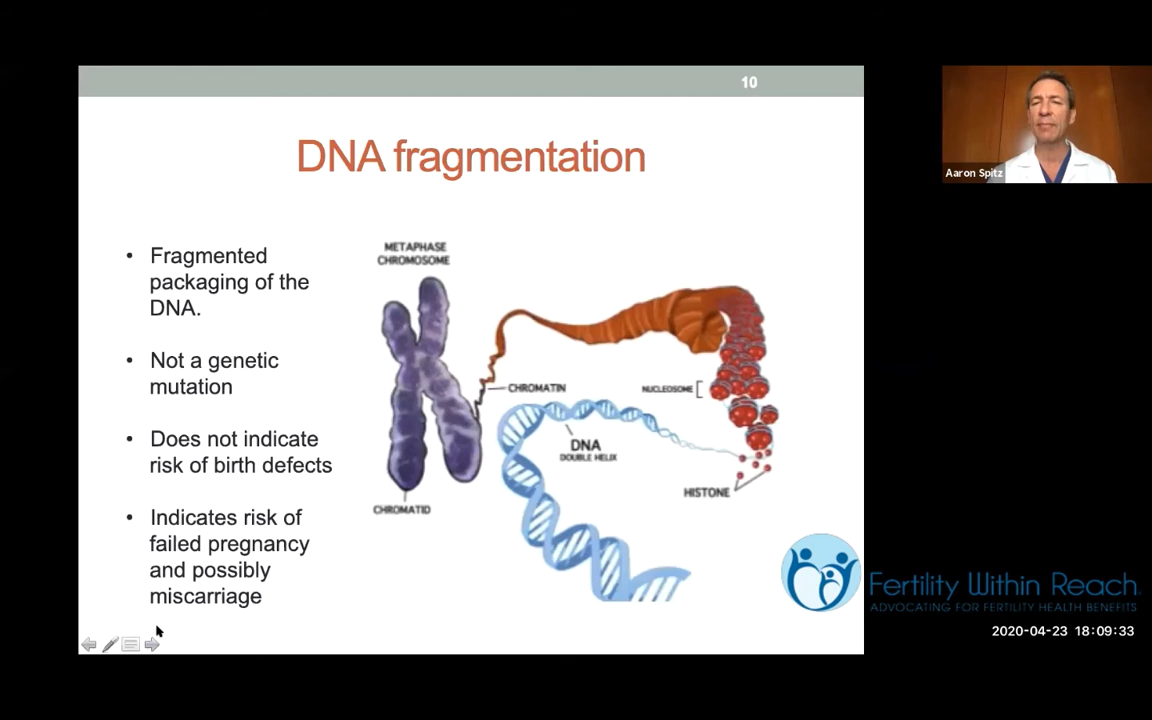 10
DNA fragmentation
• Fragmented
packaging of the
DNA.
• Not a genetic
mutation
• Does not indicate
risk of birth defects
• Indicates risk of
failed pregnancy
and possibly
miscarriage
METAPHASE
CHROMOSOME
CHROMATIN
NUCLEOSOME
DNA
DOUBLE HELIX
HISTONE
CHROMATID
Aaron Spitz
Fertility Within Reach.
ADVOCATING FOR FERTILITY HEALTH BENEFITS
2020-04-23 18:09:33